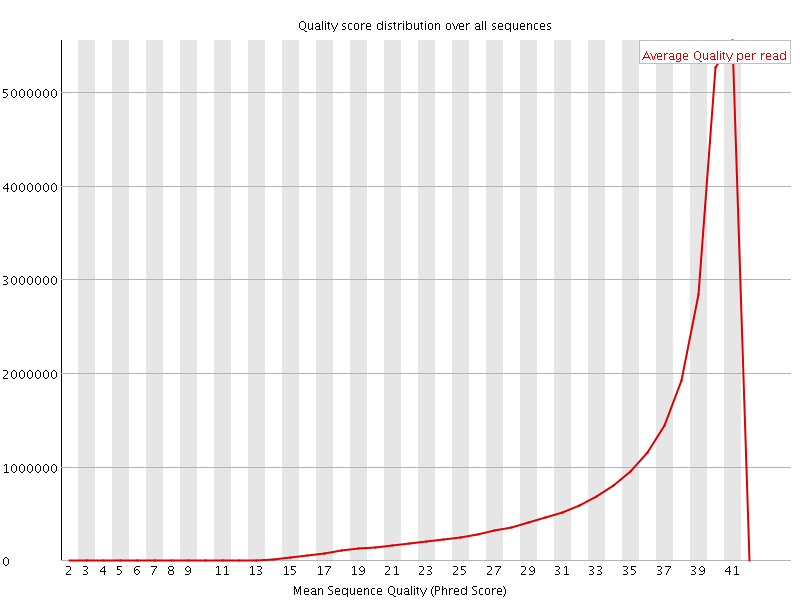 Quality score distribution over all sequences
Average Quality per read
5000000
4000000
3000000
2000000
1000000
0
2 3 4 5 6 7 8 9 11 13 15 17 19 21 23 25 27 29 31 33 35 37 39 41
Mean Sequence Quality (Phred Score)